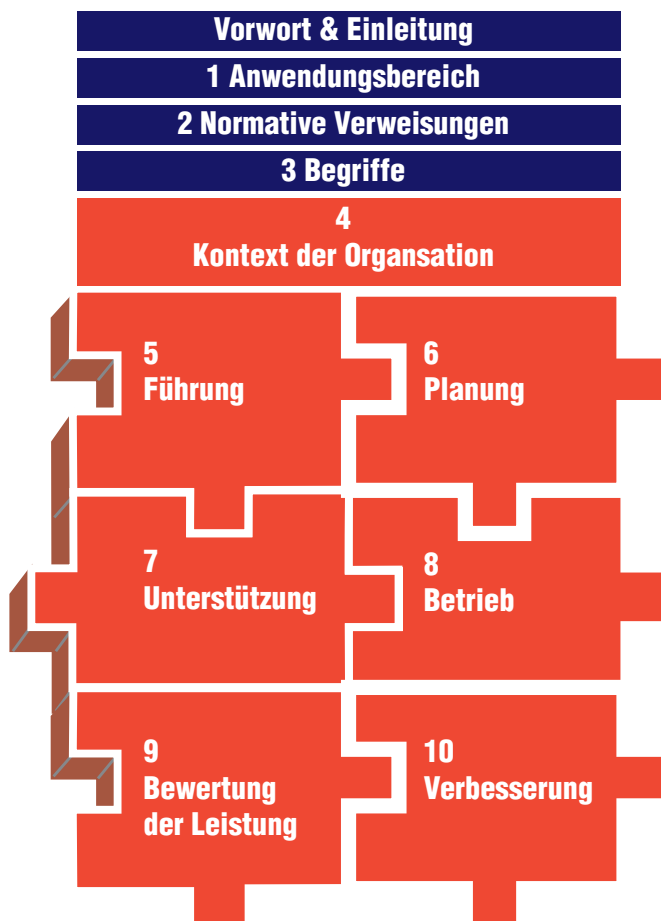 Vorwort & Einleitung
1 Anwendungsbereich
2 Normative Verweisungen
3 Begriffe
4
Kontext der Organsation
5
Führung
6
Planung
7
Unterstützung
8
Betrieb
9
Bewertung
der Leistung
10
Verbesserung